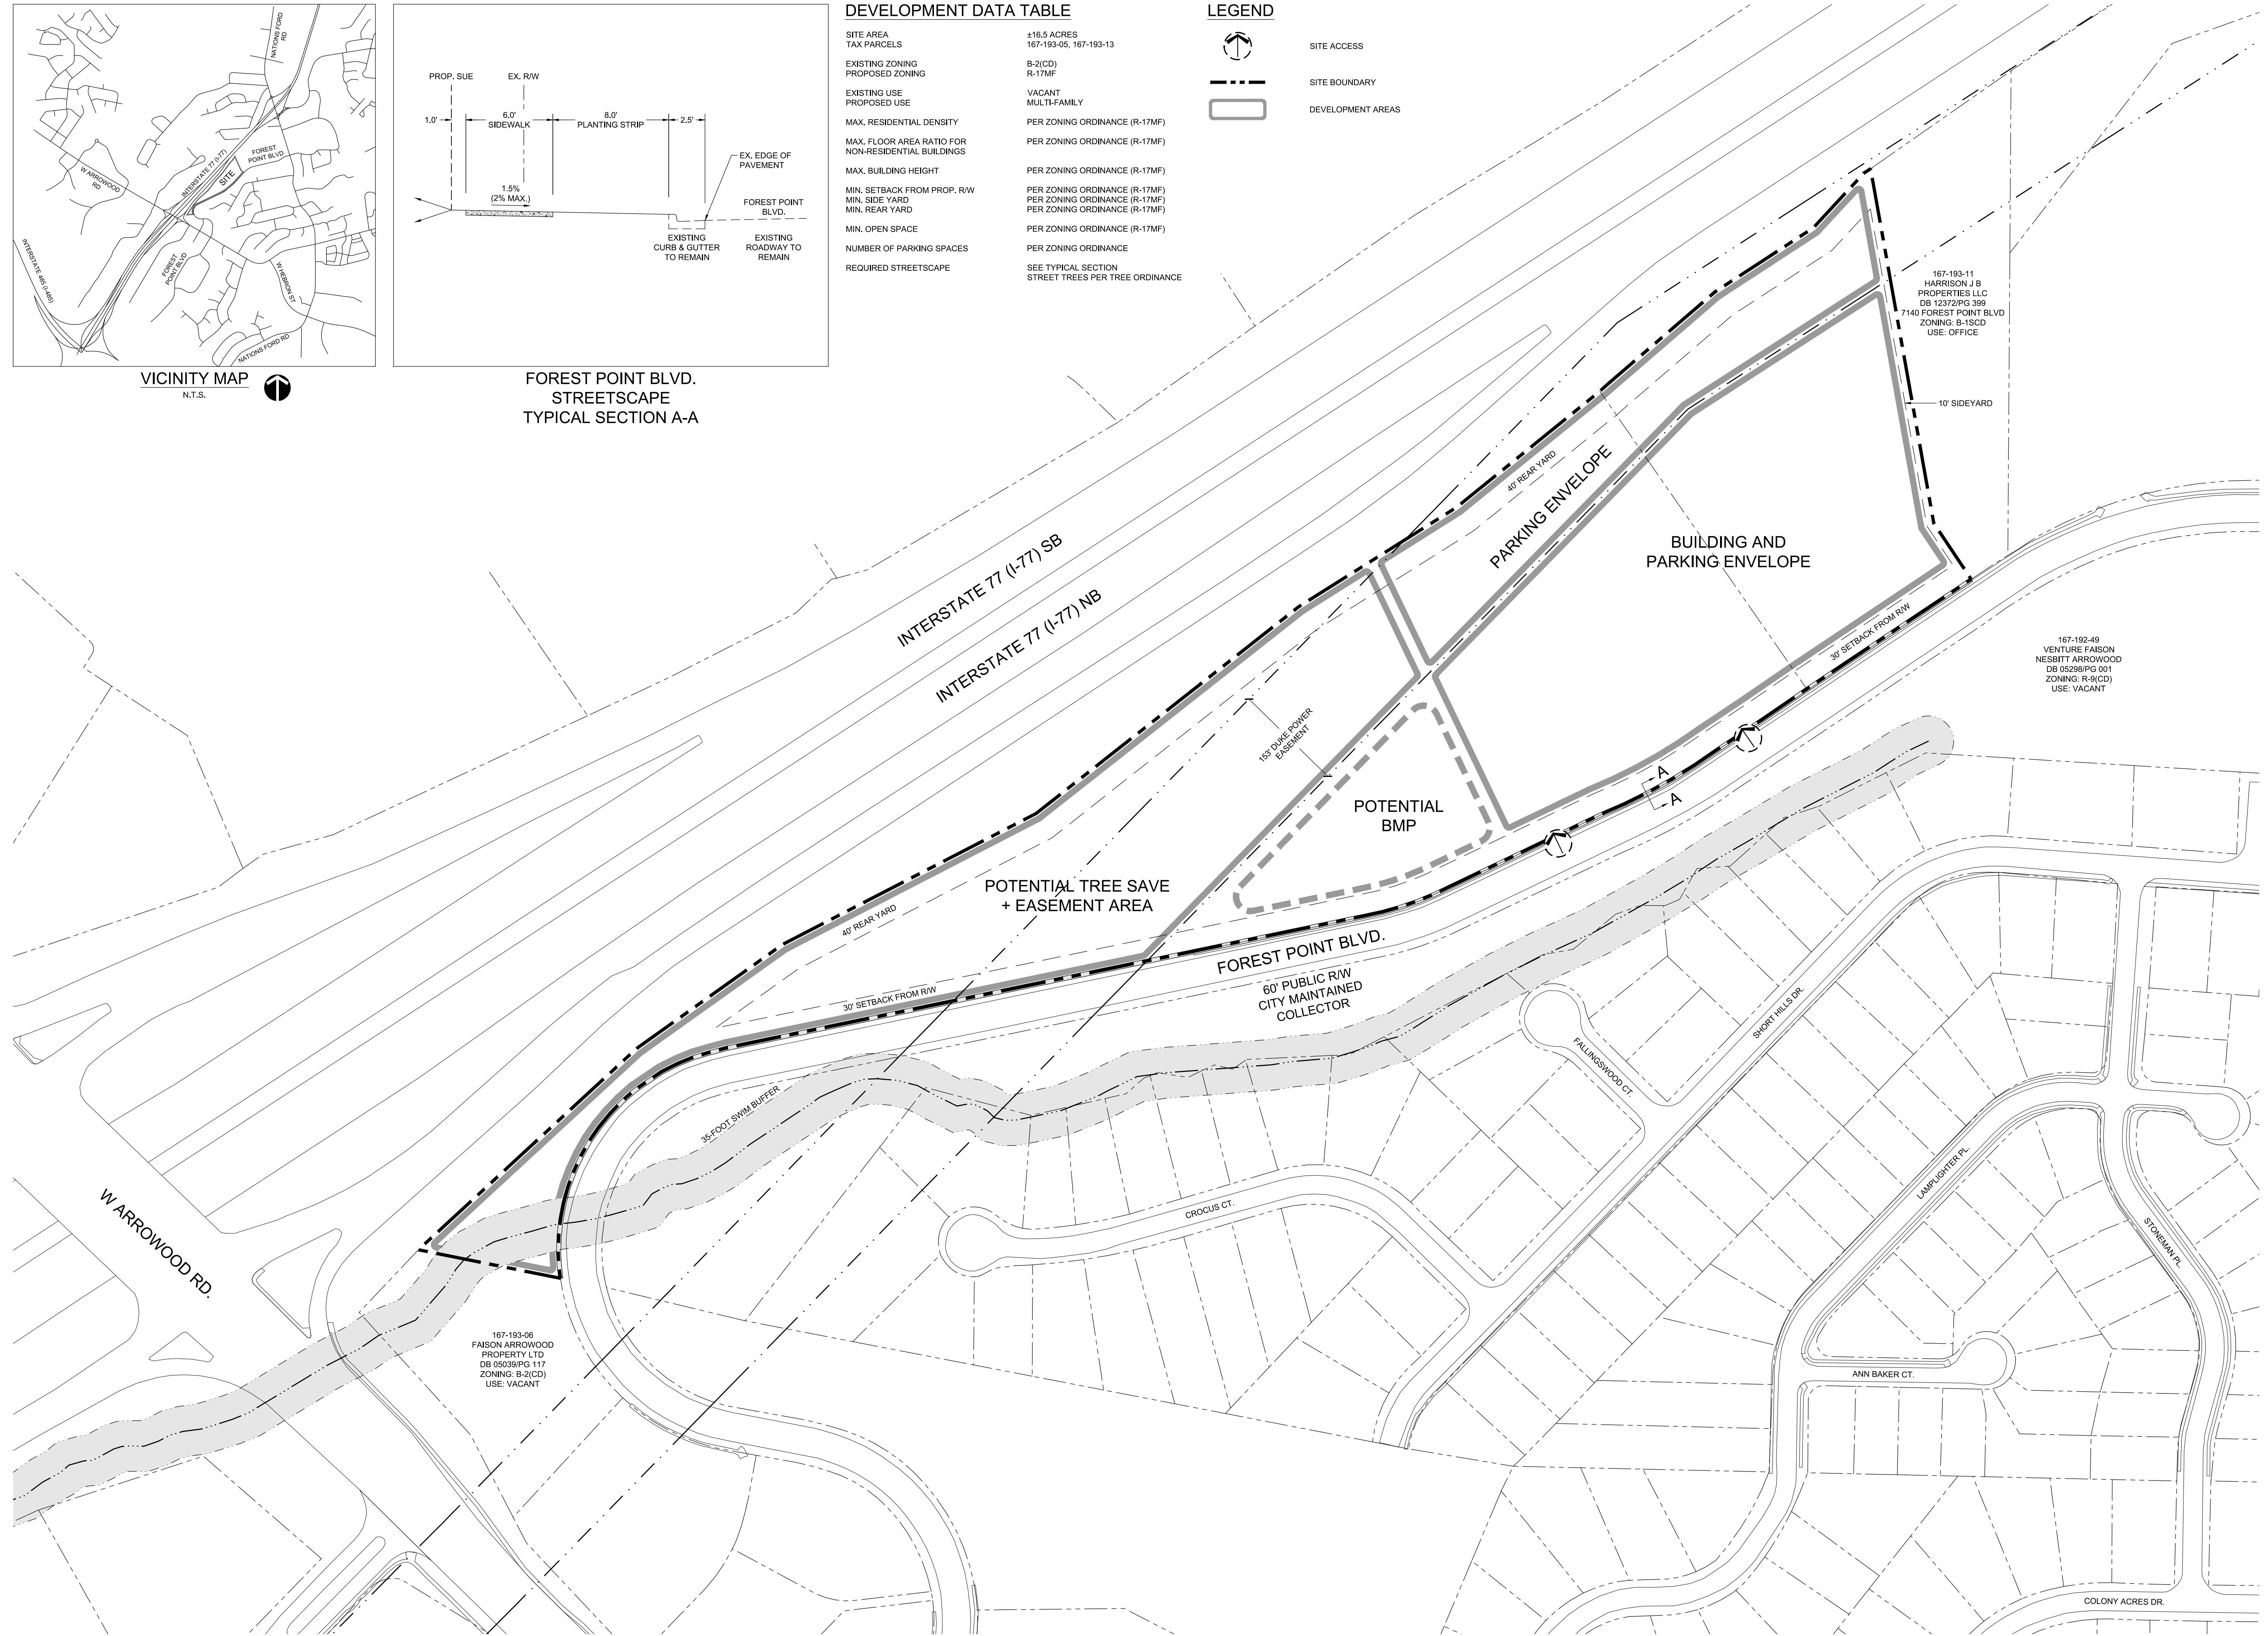 NATIONS FORD
RD
W ARROWOOD
RD
INTERSTATE 77 (I-77)
FOREST
POINT BLVD
SITE
INTERSTATE 485 (I-485)
FOREST
POINT BLVD
W HEBRON ST
NATIONS FORD RD
VICINITY MAP
N.T.S.
PROP. SUE
EX. R/W
1.0'
6.0'
SIDEWALK
8.0'
PLANTING STRIP
2.5'
EX. EDGE OF
PAVEMENT
1.5%
(2% MAX.)
FOREST POINT
BLVD.
EXISTING
CURB & GUTTER
TO REMAIN
EXISTING
ROADWAY TO
REMAIN
FOREST POINT BLVD.
STREETSCAPE
TYPICAL SECTION A-A
DEVELOPMENT DATA TABLE
SITE AREA ±16.5 ACRES
TAX PARCELS 167-193-05, 167-193-13
EXISTING ZONING B-2(CD)
PROPOSED ZONING R-17MF
EXISTING USE VACANT
PROPOSED USE MULTI-FAMILY
MAX. RESIDENTIAL DENSITY PER ZONING ORDINANCE (R-17MF)
MAX. FLOOR AREA RATIO FOR PER ZONING ORDINANCE (R-17MF)
NON-RESIDENTIAL BUILDINGS
MAX. BUILDING HEIGHT PER ZONING ORDINANCE (R-17MF)
MIN. SETBACK FROM PROP. R/W PER ZONING ORDINANCE (R-17MF)
MIN. SIDE YARD PER ZONING ORDINANCE (R-17MF)
MIN. REAR YARD PER ZONING ORDINANCE (R-17MF)
MIN. OPEN SPACE PER ZONING ORDINANCE (R-17MF)
NUMBER OF PARKING SPACES PER ZONING ORDINANCE
REQUIRED STREETSCAPE SEE TYPICAL SECTION
STREET TREES PER TREE ORDINANCE
LEGEND
SITE ACCESS
SITE BOUNDARY
DEVELOPMENT AREAS
167-193-11
HARRISON J B
PROPERTIES LLC
DB 12372/PG 399
7140 FOREST POINT BLVD
ZONING: B-1SCD
USE: OFFICE
10' SIDEYARD
40' REAR YARD
PARKING ENVELOPE
BUILDING AND
PARKING ENVELOPE
INTERSTATE 77 (I-77) SB
INTERSTATE 77 (I-77) NB
30' SETBACK FROM R/W
167-192-49
VENTURE FAISON
NESBITT ARROWOOD
DB 05298/PG 001
ZONING: R-9(CD)
USE: VACANT
153' DUKE POWER
EASEMENT
A
A
POTENTIAL
BMP
POTENTIAL TREE SAVE
+ EASEMENT AREA
40' REAR YARD
30' SETBACK FROM R/W
FOREST POINT BLVD.
60' PUBLIC R/W
CITY MAINTAINED
COLLECTOR
35-FOOT SWIM BUFFER
FALLINGSWOOD CT.
SHORT HILLS DR.
CROCUS CT.
LAMPLIGHTER PL.
STONEMAN PL.
W ARROWOOD RD.
167-193-06
FAISON ARROWOOD
PROPERTY LTD
DB 05039/PG 117
ZONING: B-2(CD)
USE: VACANT
ANN BAKER CT.
COLONY ACRES DR.